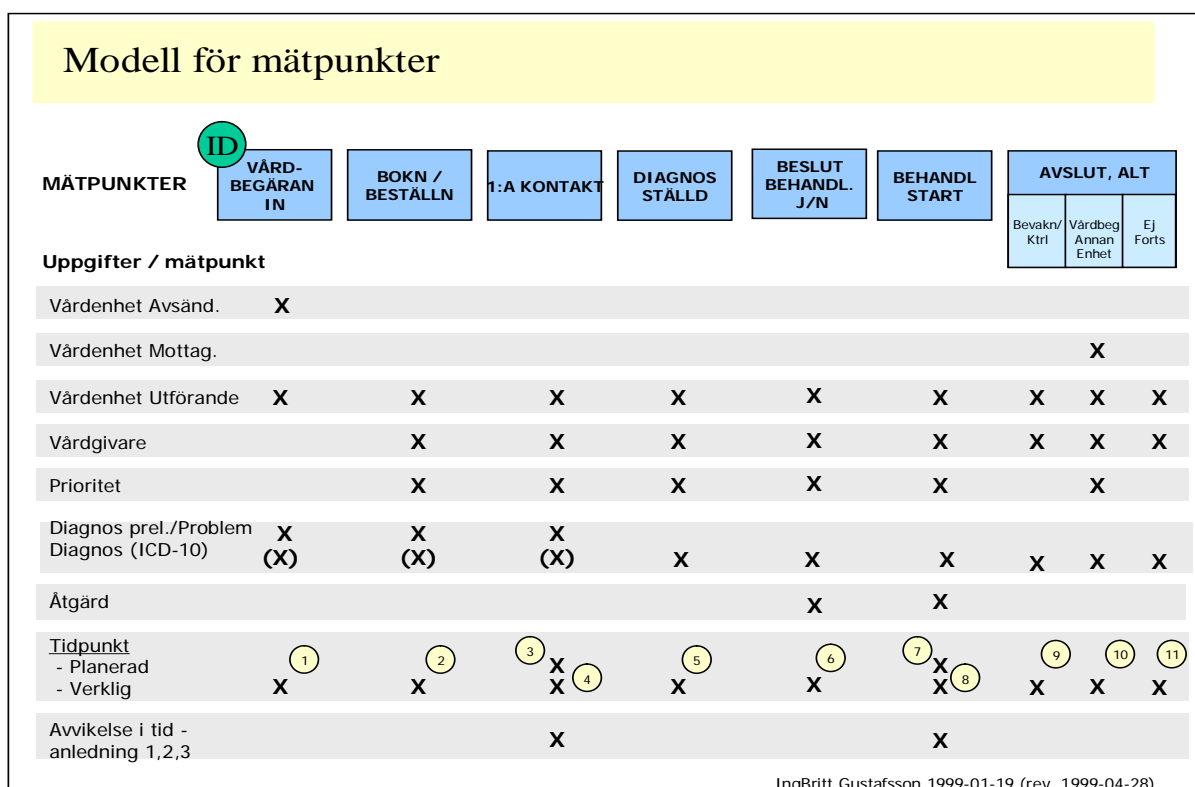 Modell för mätpunkter
ID
MÄTPUNKTER
VÅRD-
BEGÄRAN
IN
BOKN /
BESTÄLLN
1:A KONTAKT
DIAGNOS
STÄLLD
BESLUT
BEHANDL.
J/N
BEHANDL
START
AVSLUT, ALT
Bevakn/
Ktrl
Vårdbeg
Annan
Enhet
Ej
Forts
Uppgifter / mätpunkt
Vårdenhet Avsänd. X
Vårdenhet Mottag. X
Vårdenhet Utförande X X X X X X X X X
Vårdgivare X X X X X X X X
Prioritet X X X X X X
Diagnos prel./Problem X X X
Diagnos (ICD-10) (X) (X) (X) X X X X X X
Åtgärd X X
Tidpunkt 1 2 3 5 6 7 9 10 11
- Planerad X X
- Verklig X X X 4 X X X 8 X X X
Avvikelse i tid -
anledning 1,2,3 X X
IngBritt Gustafsson 1999-01-19 (rev. 1999-04-28)